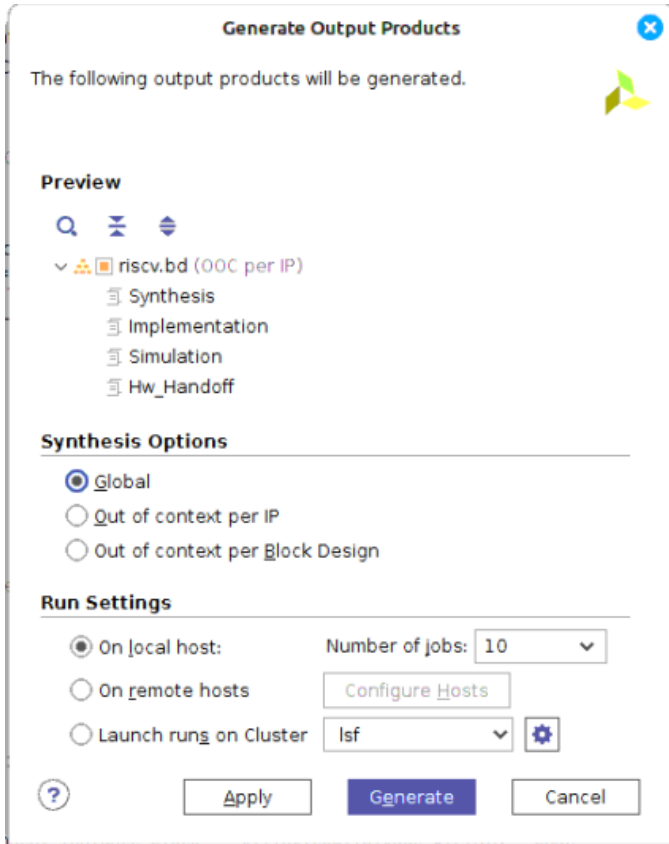 Generate Output Products
The following output products will be generated.
Preview
riscv.bd (OOC per IP)
Synthesis
Implementation
Simulation
Hw_Handoff
Synthesis Options
Global
Out of context per IP
Out of context per Block Design
Run Settings
On local host: Number of jobs: 10
On remote hosts Configure Hosts
Launch runs on Cluster lsf
? Apply Generate Cancel